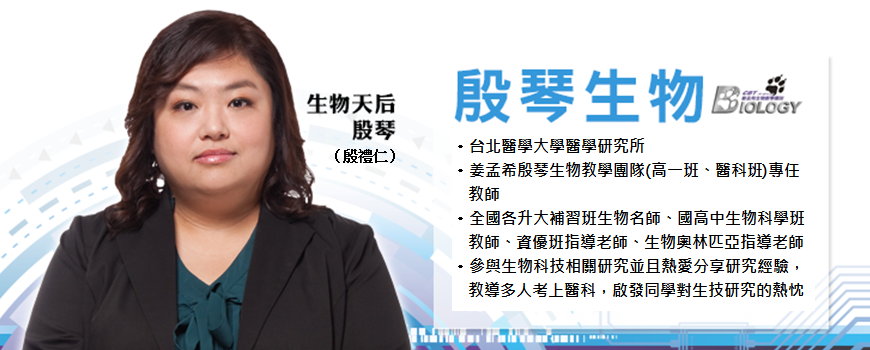 生物天后
殷琴
（殷禮仁）
殷琴生物
CBT
BIOLOGY
・台北醫學大學醫學研究所
・姜孟希殷琴生物教學團隊(高一班、醫科班)專任
教師
・全國各升大補習班生物名師、國高中生物科學班
教師、資優班指導老師、生物奧林匹亞指導老師
・參與生物科技相關研究並且熱愛分享研究經驗，
教導多人考上醫科，啟發同學對生技研究的熱忱